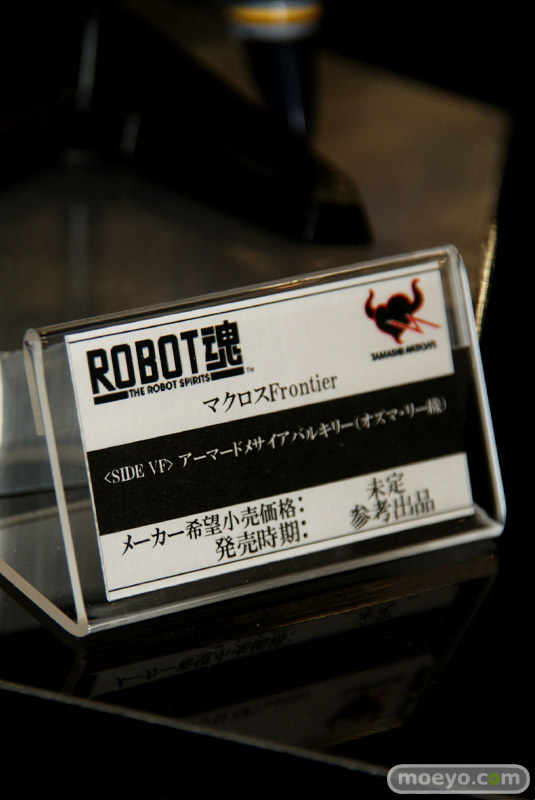 ROBOT魂™
THE ROBOT SPIRITS
TAMASHII NATIONS
マクロスFrontier
<SIDE VF> アーマードメサイアバルキリー(オズマ・リー機)
メーカー希望小売価格: 未定
発売時期: 参考出品
moeyo.com